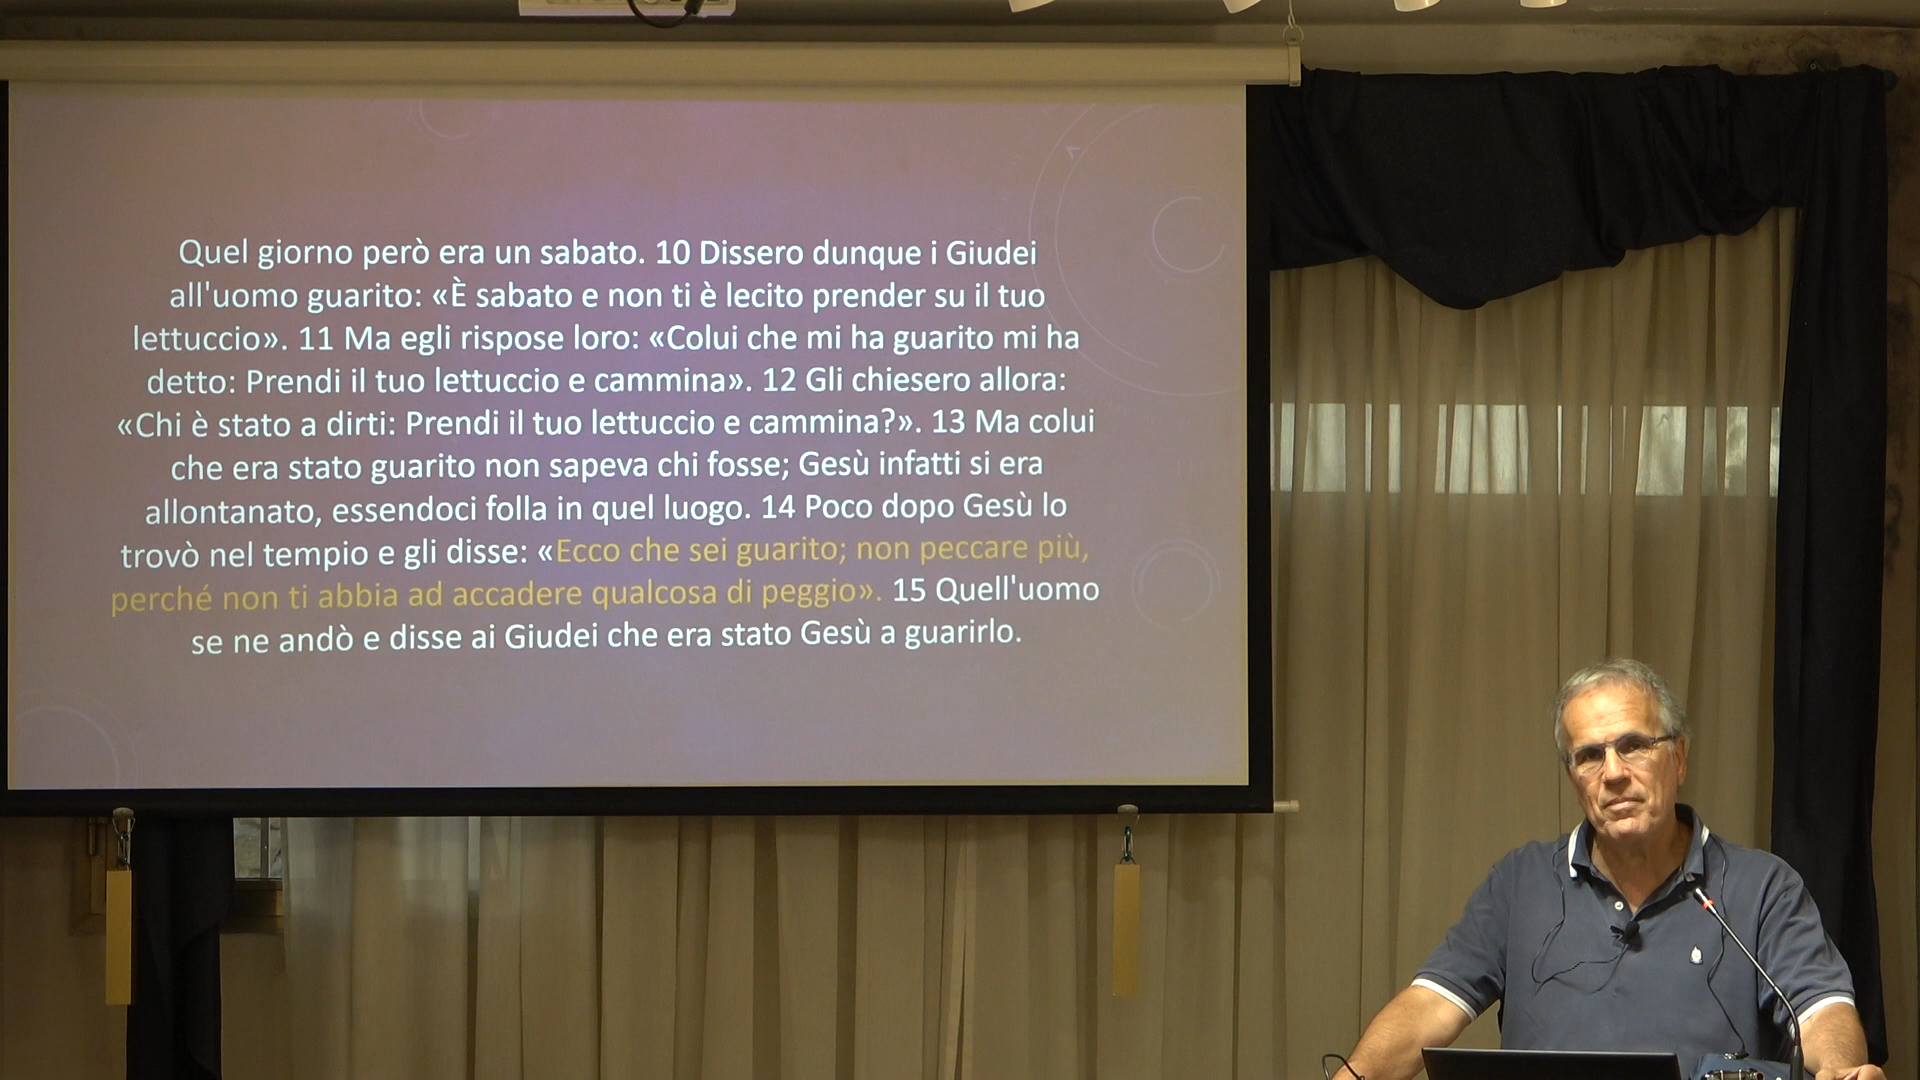 Quel giorno però era un sabato. 10 Dissero dunque i Giudei
all'uomo guarito: «È sabato e non ti è lecito prender su il tuo
lettuccio». 11 Ma egli rispose loro: «Colui che mi ha guarito mi ha
detto: Prendi il tuo lettuccio e cammina». 12 Gli chiesero allora:
«Chi è stato a dirti: Prendi il tuo lettuccio e cammina?». 13 Ma colui
che era stato guarito non sapeva chi fosse; Gesù infatti si era
allontanato, essendoci folla in quel luogo. 14 Poco dopo Gesù lo
trovò nel tempio e gli disse: «Ecco che sei guarito; non peccare più,
perché non ti abbia ad accadere qualcosa di peggio». 15 Quell'uomo
se ne andò e disse ai Giudei che era stato Gesù a guarirlo.